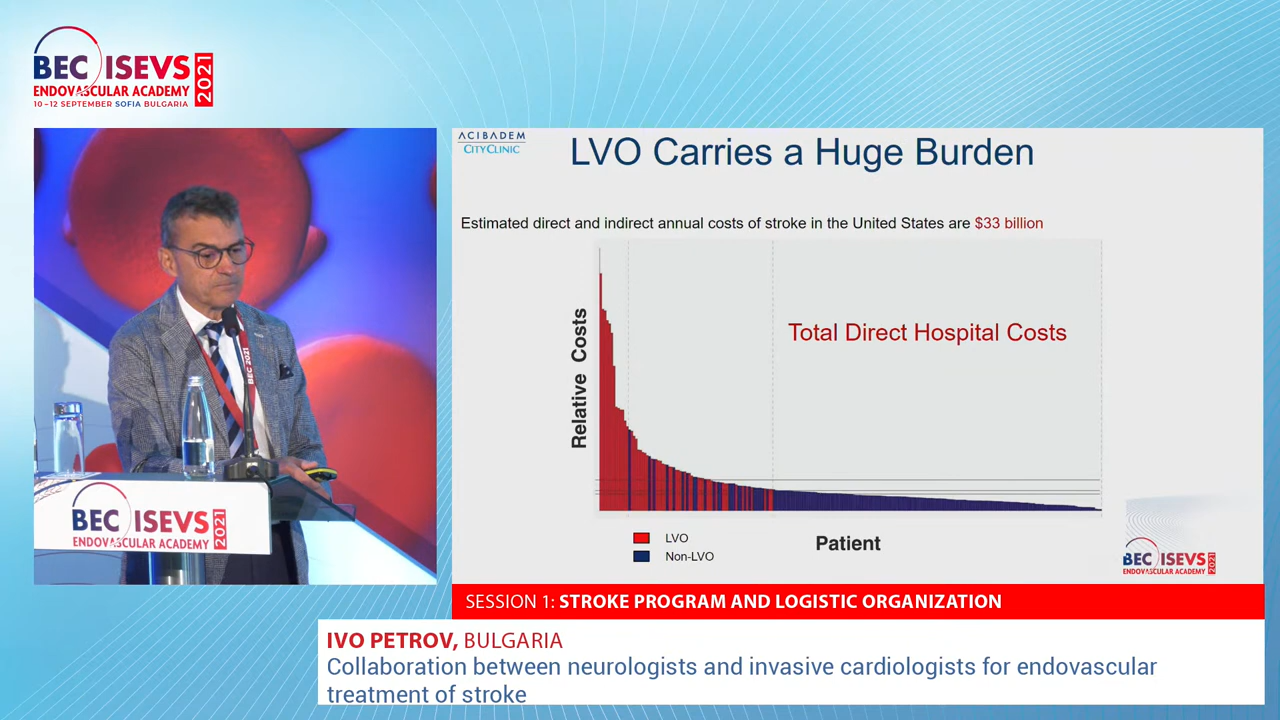 BEC ISEVS
ENDOVASCULAR ACADEMY
2021
10-12 SEPTEMBER SOFIA BULGARIA
ACIBADEM
CITYCLINIC
LVO Carries a Huge Burden
Estimated direct and indirect annual costs of stroke in the United States are $33 billion
Relative Costs
Total Direct Hospital Costs
LVO
Non-LVO
Patient
BEC ISEVS
ENDOVASCULAR ACADEMY
2021
BEC 2021
BEC ISEVS
ENDOVASCULAR ACADEMY
2021
SESSION 1: STROKE PROGRAM AND LOGISTIC ORGANIZATION
IVO PETROV, BULGARIA
Collaboration between neurologists and invasive cardiologists for endovascular
treatment of stroke